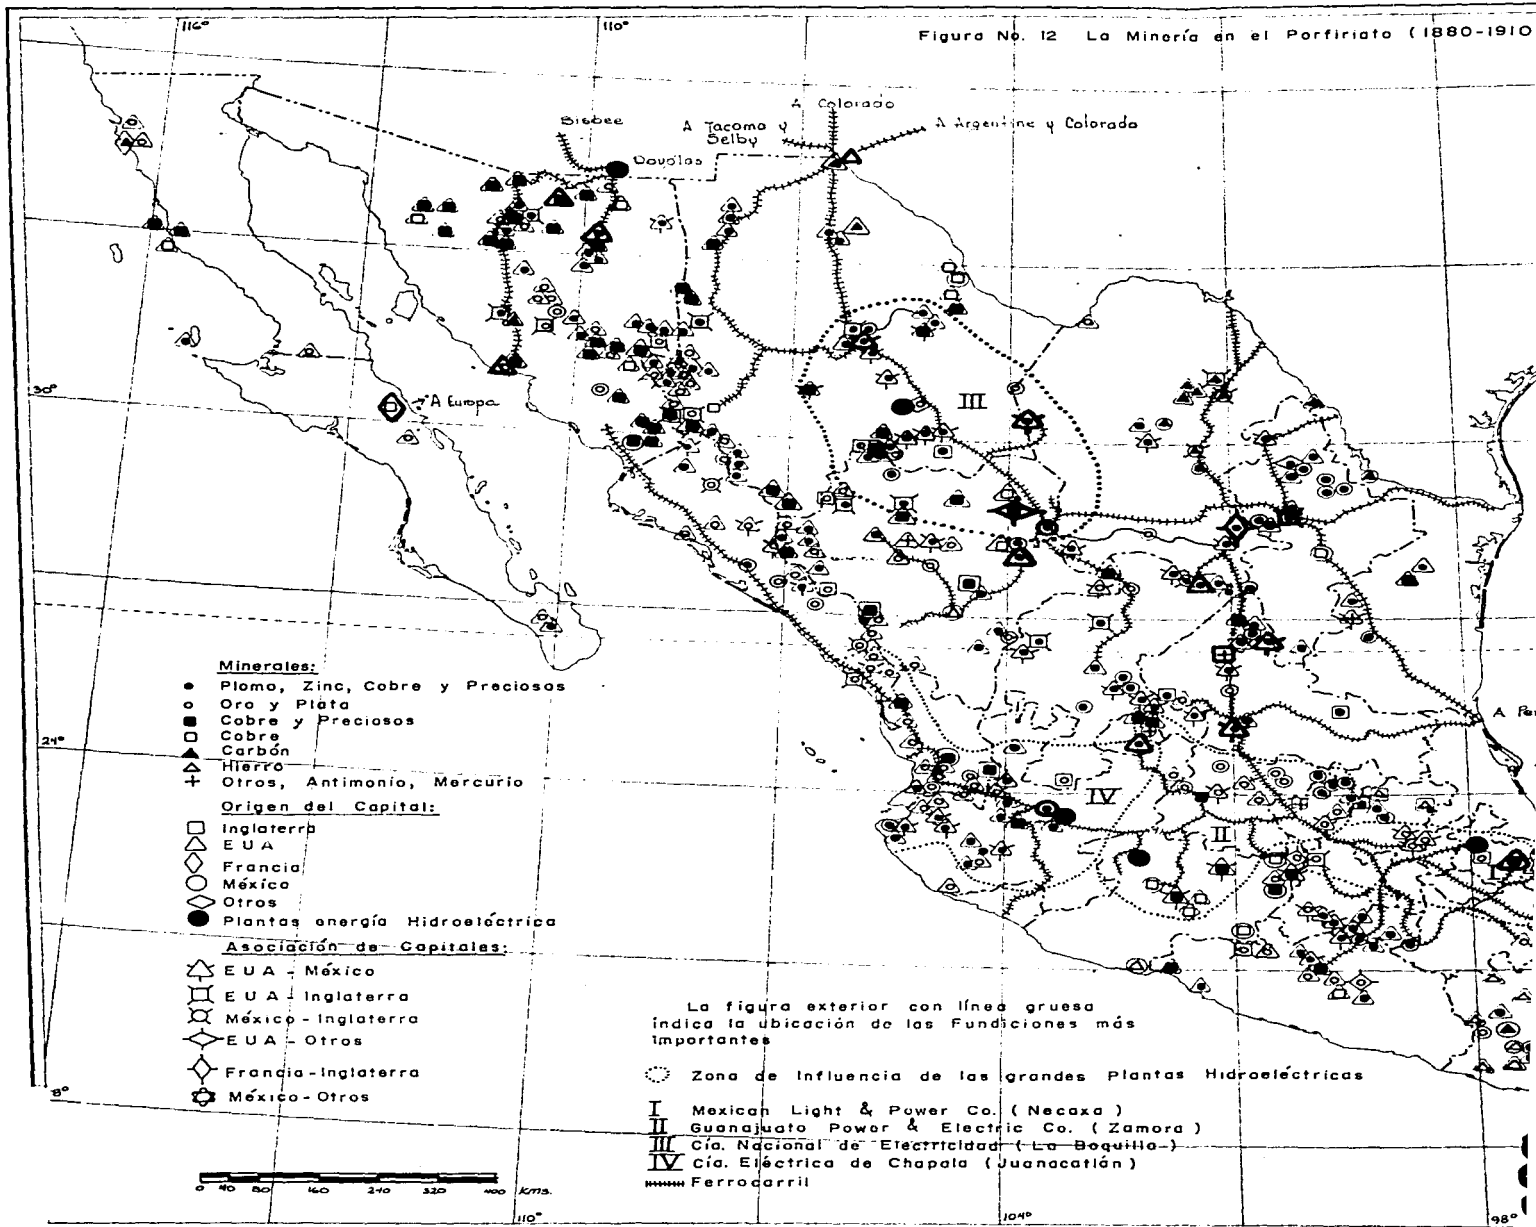 116°
110°
Figura No. 12 La Minería en el Porfiriato (1880-1910
A Colorado
Bisbee
A Tacoma y
Selby
A Argentine y Colorado
Douglas
30°
A Europa
III
Minerales:
Plomo, Zinc, Cobre y Preciosos
Oro y Plata
Cobre y Preciosos
Cobre
Carbón
Hierro
Otros, Antimonio, Mercurio
24°
Origen del Capital:
Inglaterra
EUA
Francia
México
Otros
Plantas energía Hidroeléctrica
IV
II
I
Asociación de Capitales:
EUA - México
EUA - Inglaterra
México - Inglaterra
EUA - Otros
Francia - Inglaterra
México - Otros
La figura exterior con línea gruesa
indica la ubicación de las Fundiciones más
importantes
Zona de Influencia de las grandes Plantas Hidroeléctricas
I Mexican Light & Power Co. (Necaxa)
II Guanajuato Power & Electric Co. (Zamora)
III Cía. Nacional de Electricidad (La Boquilla)
IV Cía. Eléctrica de Chapala (Juanacatlán)
Ferrocarril
8°
0 40 80 160 240 320 400 Kms.
110°
104°
98°